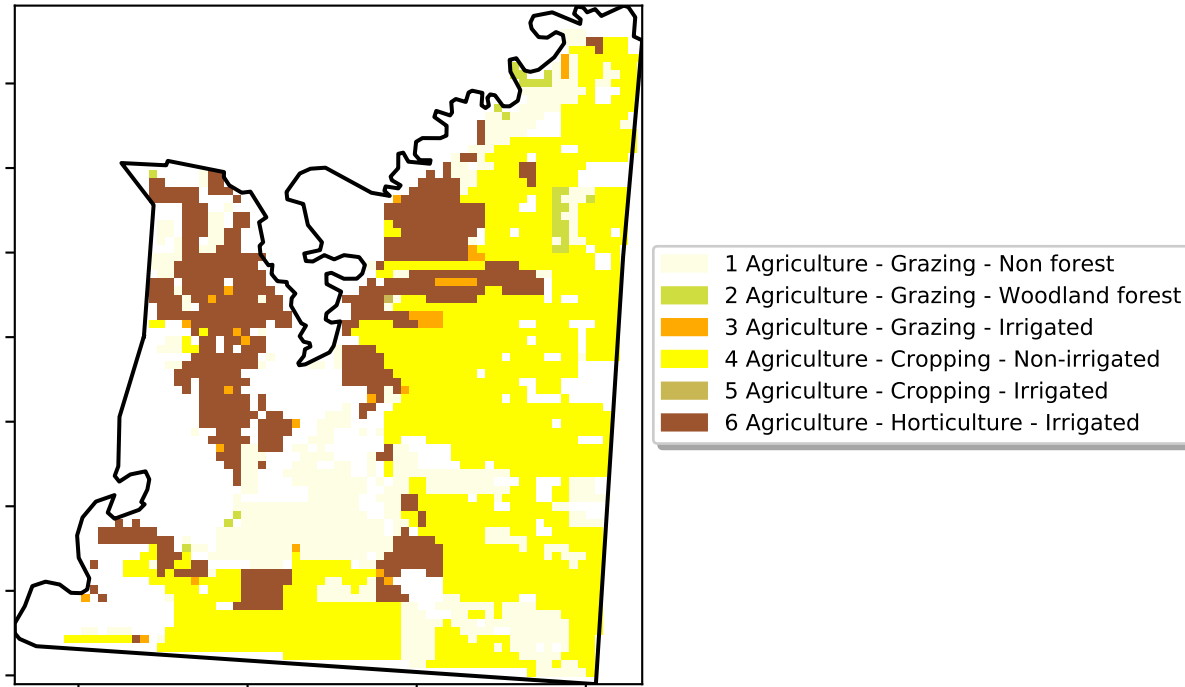 1 Agriculture - Grazing - Non forest
2 Agriculture - Grazing - Woodland forest
3 Agriculture - Grazing - Irrigated
4 Agriculture - Cropping - Non-irrigated
5 Agriculture - Cropping - Irrigated
6 Agriculture - Horticulture - Irrigated